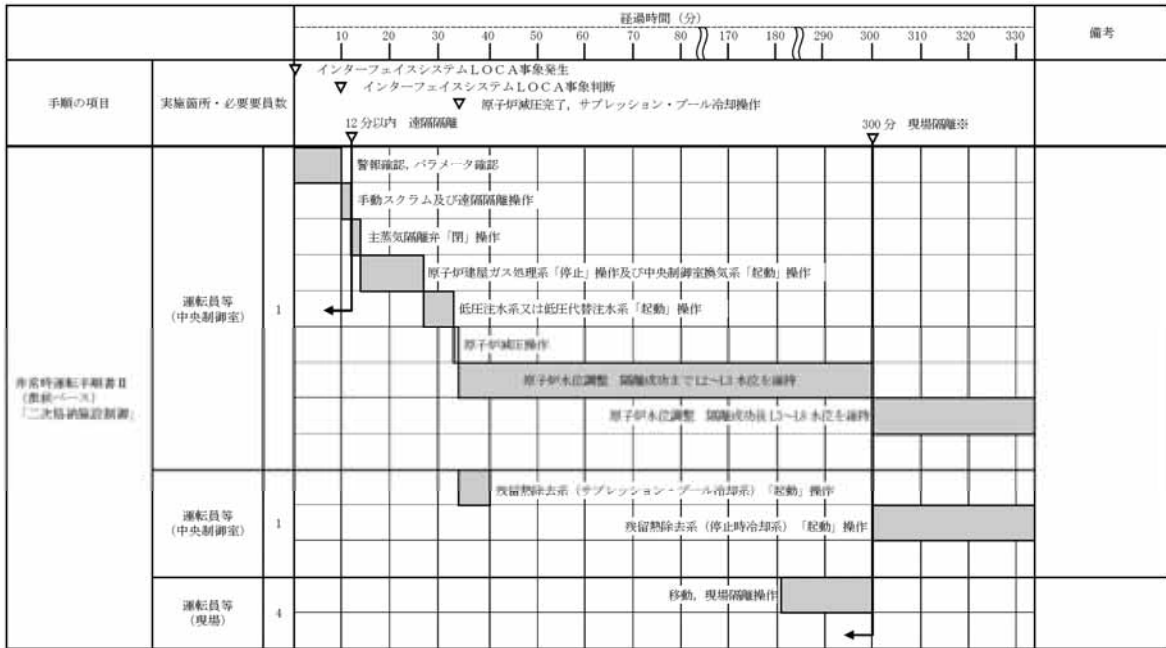 経過時間（分）
備考
10 20 30 40 50 60 70 80 170 180 290 300 310 320 330
手順の項目
実施箇所・必要要員数
インターフェイスシステムＬＯＣＡ事象発生
インターフェイスシステムＬＯＣＡ事象判断
原子炉減圧完了，サプレッション・プール冷却操作
12分以内 遠隔隔離
300分 現場隔離※
警報確認，パラメータ確認
手動スクラム及び遠隔隔離操作
主蒸気隔離弁「閉」操作
原子炉建屋ガス処理系「停止」操作及び中央制御室換気系「起動」操作
運転員等
（中央制御室）
1
低圧注水系又は低圧代替注水系「起動」操作
原子炉減圧操作
非常時運転手順書Ⅱ
（徴候ベース）
「二次格納施設制御」
原子炉水位調整 隔離成功までL2～L3水位を維持
原子炉水位調整 隔離成功後L3～L8水位を維持
運転員等
（中央制御室）
1
残留熱除去系（サプレッション・プール冷却系）「起動」操作
残留熱除去系（停止時冷却系）「起動」操作
運転員等
（現場）
4
移動，現場隔離操作